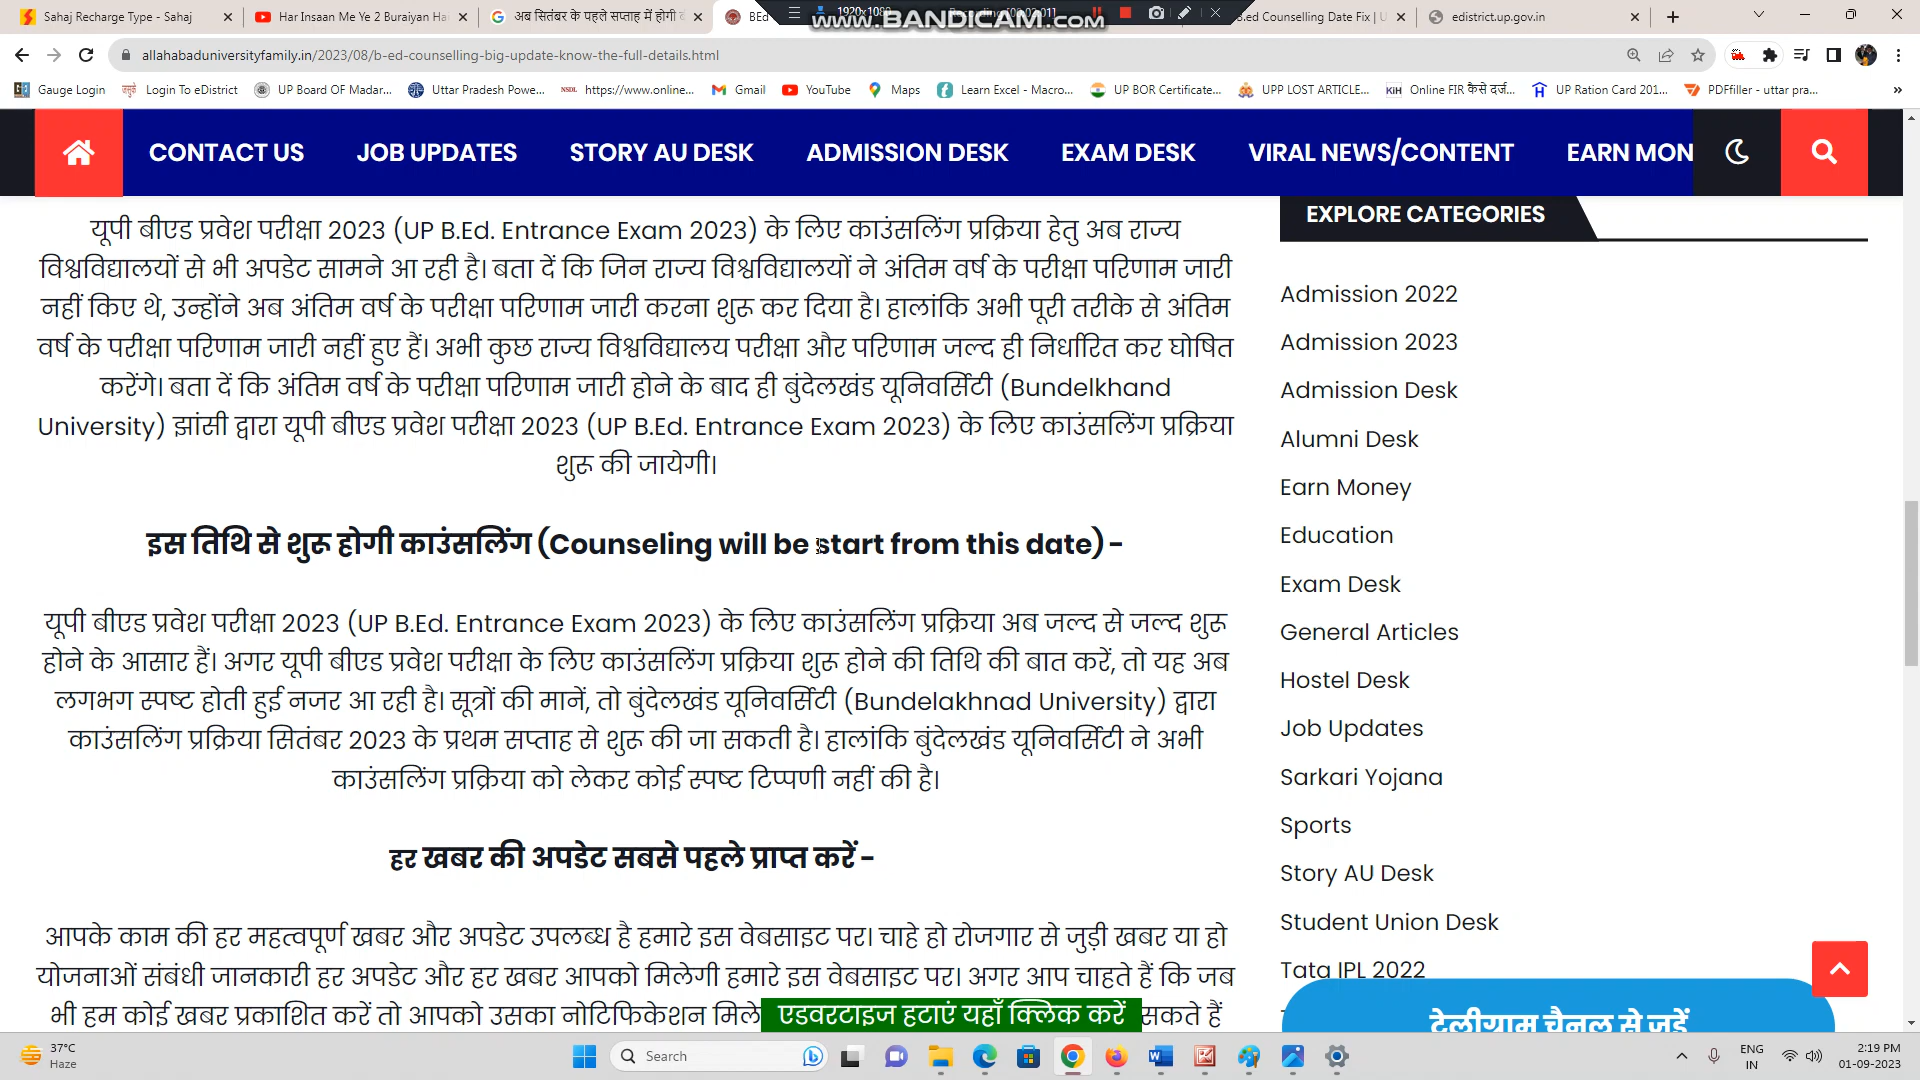 Sahaj Recharge Type - Sahaj
Har Insaan Me Ye 2 Buraiyan Ha
अब सितंबर के पहले सप्ताह में होगी
BEd
1920x1080
www.BANDICAM.com
B.ed Counselling Date Fix | U
edistrict.up.gov.in
allahabaduniversityfamily.in/2023/08/b-ed-counselling-big-update-know-the-full-details.html
Gauge Login
Login To eDistrict
UP Board OF Madar...
Uttar Pradesh Powe...
NSDL https://www.online...
Gmail
YouTube
Maps
Learn Excel - Macro...
UP BOR Certificate...
UPP LOST ARTICLE...
KiH Online FIR कैसे दर्ज...
UP Ration Card 201...
PDFfiller - uttar pra...
CONTACT US
JOB UPDATES
STORY AU DESK
ADMISSION DESK
EXAM DESK
VIRAL NEWS/CONTENT
EARN MON
यूपी बीएड प्रवेश परीक्षा 2023 (UP B.Ed. Entrance Exam 2023) के लिए काउंसलिंग प्रक्रिया हेतु अब राज्य
विश्वविद्यालयों से भी अपडेट सामने आ रही है। बता दें कि जिन राज्य विश्वविद्यालयों ने अंतिम वर्ष के परीक्षा परिणाम जारी
नहीं किए थे, उन्होंने अब अंतिम वर्ष के परीक्षा परिणाम जारी करना शुरू कर दिया है। हालांकि अभी पूरी तरीके से अंतिम
वर्ष के परीक्षा परिणाम जारी नहीं हुए हैं। अभी कुछ राज्य विश्वविद्यालय परीक्षा और परिणाम जल्द ही निर्धारित कर घोषित
करेंगे। बता दें कि अंतिम वर्ष के परीक्षा परिणाम जारी होने के बाद ही बुंदेलखंड यूनिवर्सिटी (Bundelkhand
University) झांसी द्वारा यूपी बीएड प्रवेश परीक्षा 2023 (UP B.Ed. Entrance Exam 2023) के लिए काउंसलिंग प्रक्रिया
शुरू की जायेगी।
इस तिथि से शुरू होगी काउंसलिंग (Counseling will be start from this date) -
यूपी बीएड प्रवेश परीक्षा 2023 (UP B.Ed. Entrance Exam 2023) के लिए काउंसलिंग प्रक्रिया अब जल्द से जल्द शुरू
होने के आसार हैं। अगर यूपी बीएड प्रवेश परीक्षा के लिए काउंसलिंग प्रक्रिया शुरू होने की तिथि की बात करें, तो यह अब
लगभग स्पष्ट होती हुई नजर आ रही है। सूत्रों की मानें, तो बुंदेलखंड यूनिवर्सिटी (Bundelakhnad University) द्वारा
काउंसलिंग प्रक्रिया सितंबर 2023 के प्रथम सप्ताह से शुरू की जा सकती है। हालांकि बुंदेलखंड यूनिवर्सिटी ने अभी
काउंसलिंग प्रक्रिया को लेकर कोई स्पष्ट टिप्पणी नहीं की है।
हर खबर की अपडेट सबसे पहले प्राप्त करें -
आपके काम की हर महत्वपूर्ण खबर और अपडेट उपलब्ध है हमारे इस वेबसाइट पर। चाहे हो रोजगार से जुड़ी खबर या हो
योजनाओं संबंधी जानकारी हर अपडेट और हर खबर आपको मिलेगी हमारे इस वेबसाइट पर। अगर आप चाहते हैं कि जब
भी हम कोई खबर प्रकाशित करें तो आपको उसका नोटिफिकेशन मिले
एडवरटाइज हटाएं यहाँ क्लिक करें
सकते हैं
EXPLORE CATEGORIES
Admission 2022
Admission 2023
Admission Desk
Alumni Desk
Earn Money
Education
Exam Desk
General Articles
Hostel Desk
Job Updates
Sarkari Yojana
Sports
Story AU Desk
Student Union Desk
Tata IPL 2022
टेलीग्राम चैनल से जुड़ें
37°C
Haze
Search
ENG
IN
2:19 PM
01-09-2023